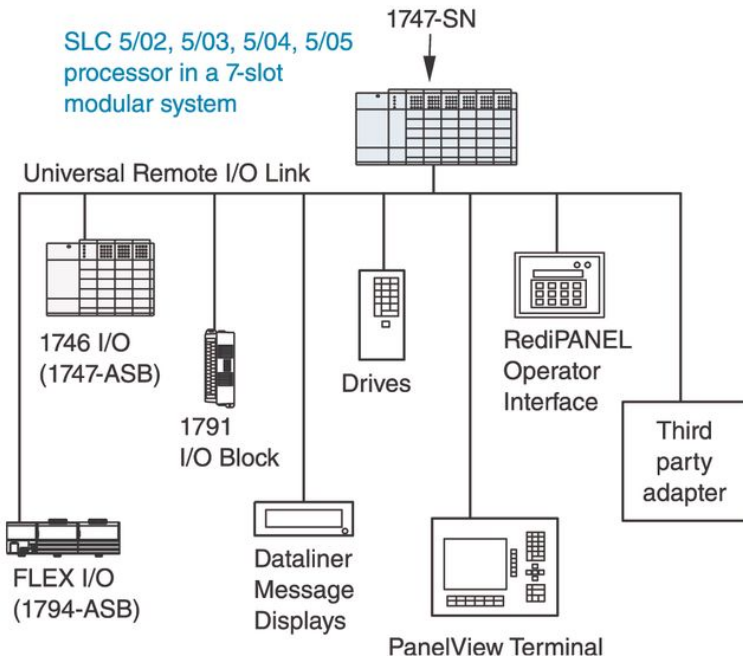 1747-SN
SLC 5/02, 5/03, 5/04, 5/05
processor in a 7-slot
modular system
Universal Remote I/O Link
1746 I/O
(1747-ASB)
1791
I/O Block
Drives
RediPANEL
Operator
Interface
Third
party
adapter
FLEX I/O
(1794-ASB)
Dataliner
Message
Displays
PanelView Terminal